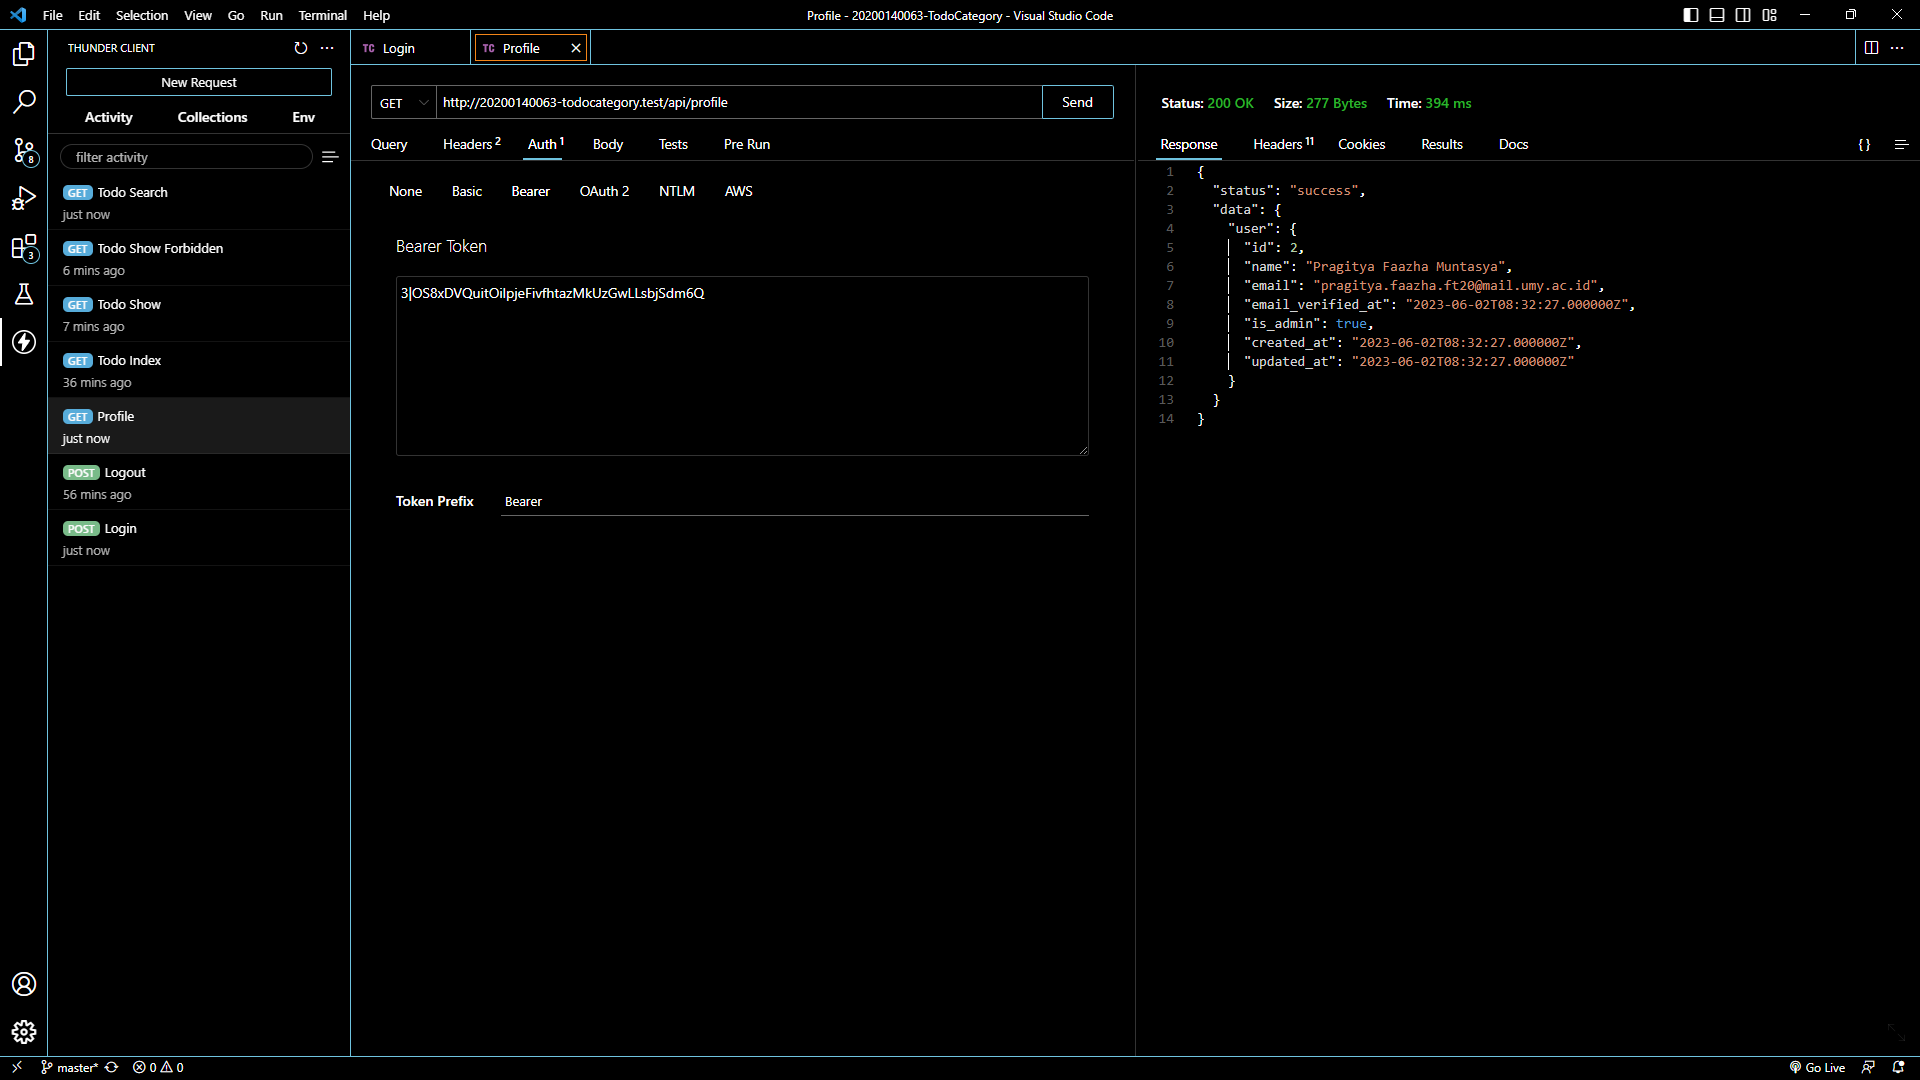 File Edit Selection View Go Run Terminal Help
Profile - 20200140063-TodoCategory - Visual Studio Code
THUNDER CLIENT
New Request
Activity Collections Env
filter activity
GET Todo Search
just now
GET Todo Show Forbidden
6 mins ago
GET Todo Show
7 mins ago
GET Todo Index
36 mins ago
GET Profile
just now
POST Logout
56 mins ago
POST Login
just now
8
3
TC Login
TC Profile
GET http://20200140063-todocategory.test/api/profile Send
Query Headers 2 Auth 1 Body Tests Pre Run
None Basic Bearer OAuth 2 NTLM AWS
Bearer Token
3|OS8xDVQuitOilpjeFivfhtazMkUzGwLLsbjSdm6Q
Token Prefix Bearer
Status: 200 OK Size: 277 Bytes Time: 394 ms
Response Headers 11 Cookies Results Docs {}
1 {
2 "status": "success",
3 "data": {
4 "user": {
5 "id": 2,
6 "name": "Pragitya Faazha Muntasya",
7 "email": "pragitya.faazha.ft20@mail.umy.ac.id",
8 "email_verified_at": "2023-06-02T08:32:27.000000Z",
9 "is_admin": true,
10 "created_at": "2023-06-02T08:32:27.000000Z",
11 "updated_at": "2023-06-02T08:32:27.000000Z"
12 }
13 }
14 }
master* 0 0
Go Live